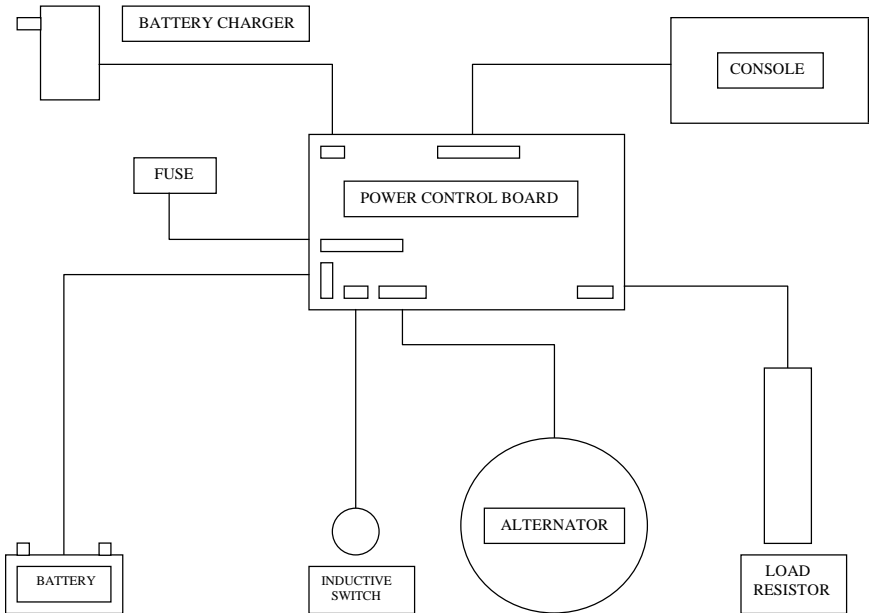 BATTERY CHARGER
CONSOLE
FUSE
POWER CONTROL BOARD
ALTERNATOR
BATTERY
INDUCTIVE
SWITCH
LOAD
RESISTOR